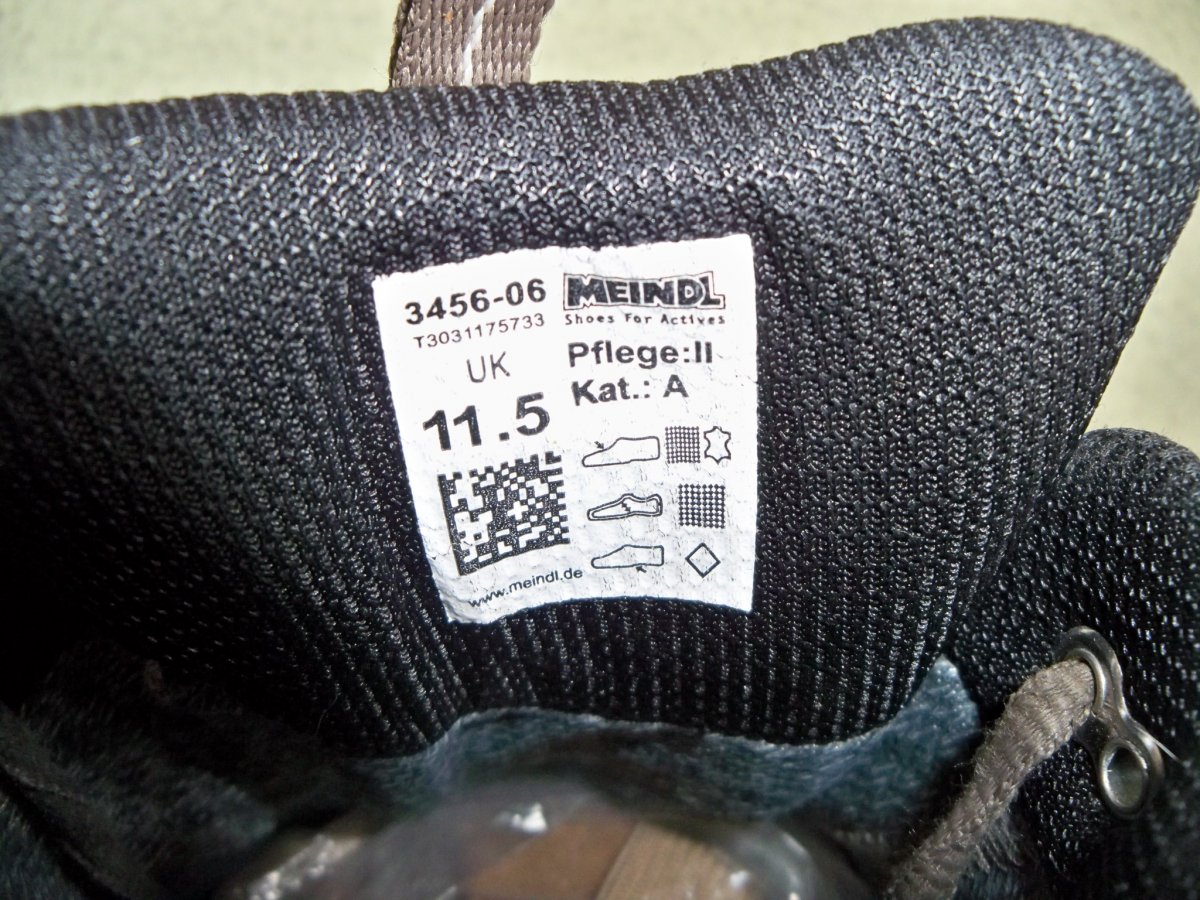 3456-06
T3031175733
UK
11.5
www.meindl.de
MEINDL
Shoes For Actives
Pflege:II
Kat.: A